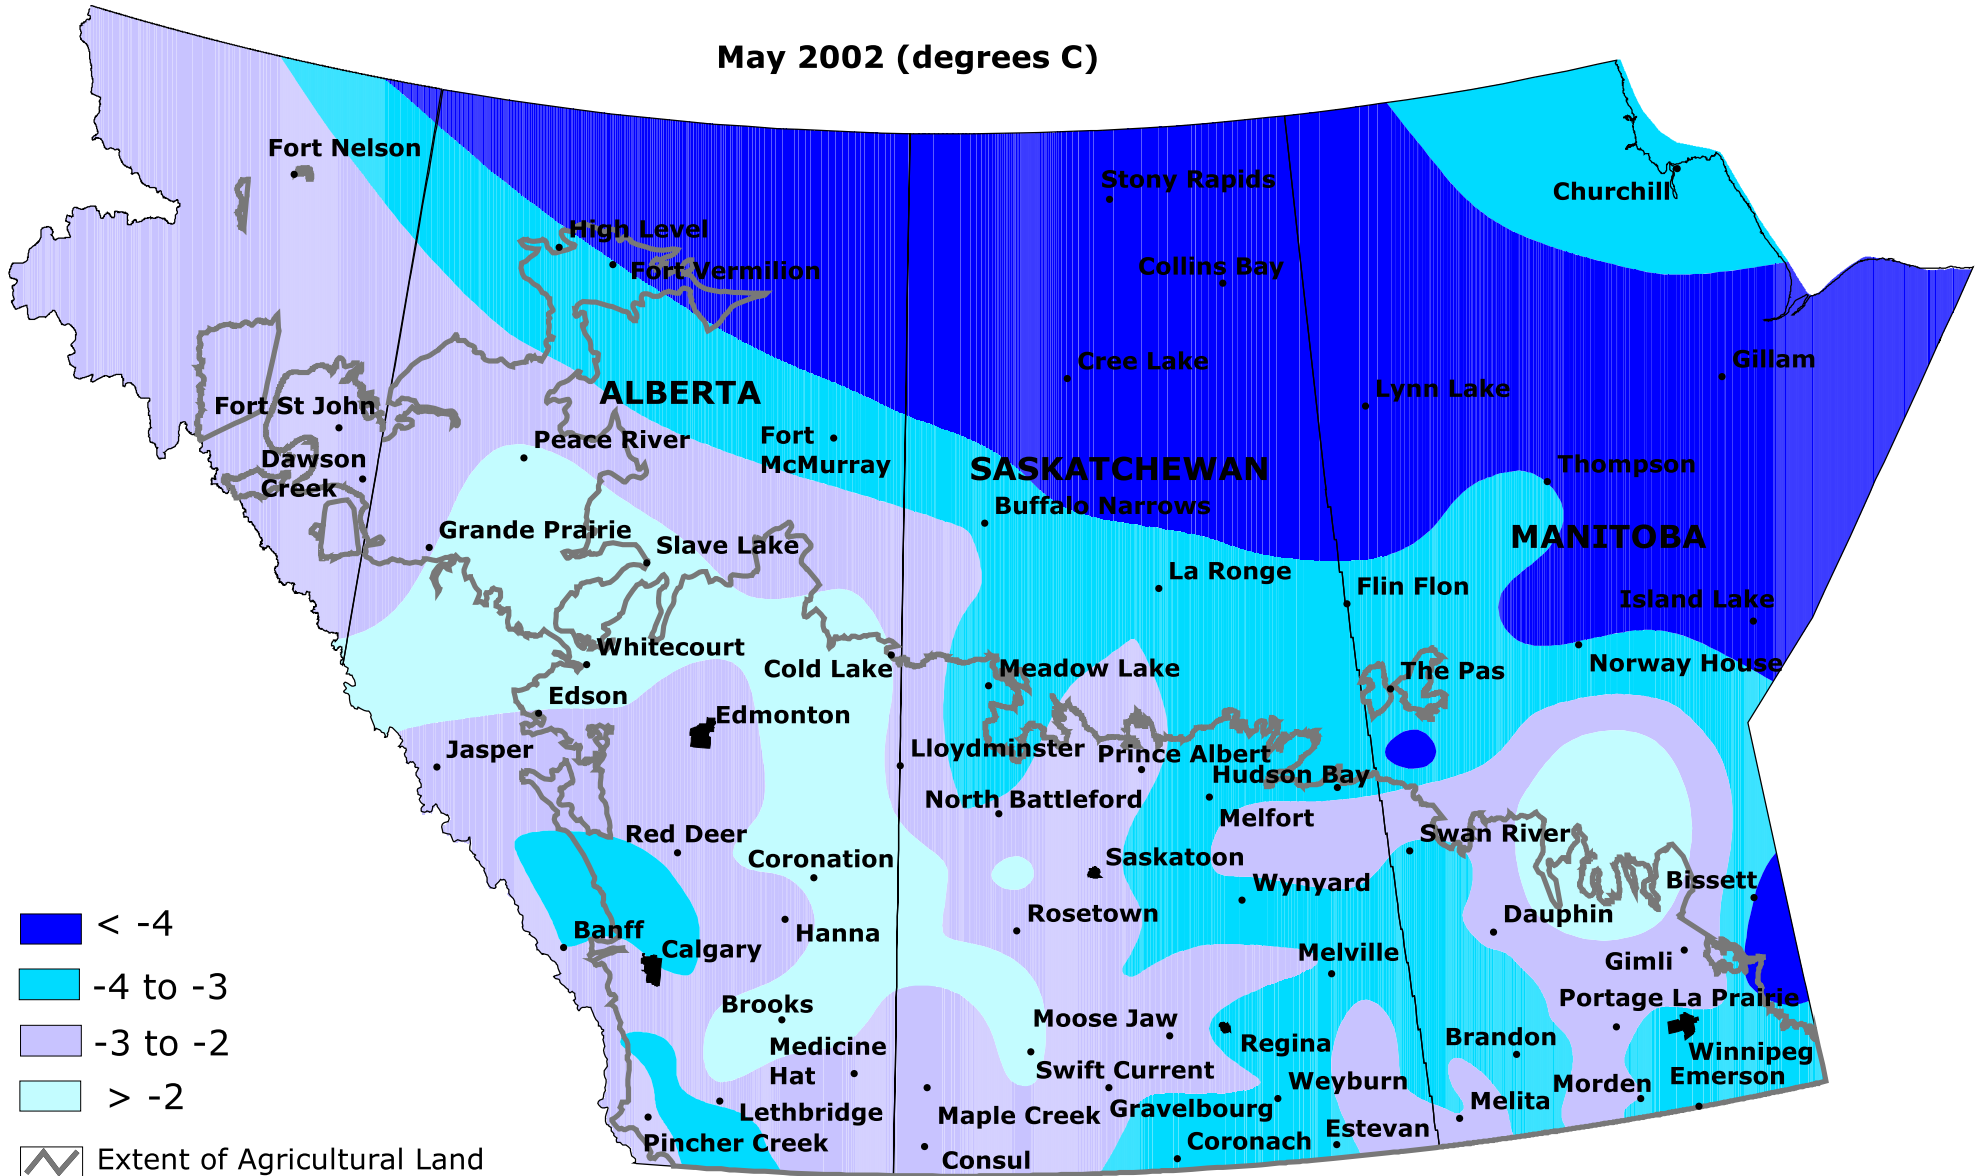 May 2002 (degrees C)
Fort Nelson
Stony Rapids
Churchill
High Level
Fort Vermilion
Collins Bay
Cree Lake
Gillam
Lynn Lake
ALBERTA
Fort St John
Peace River
Fort
McMurray
Dawson
Creek
SASKATCHEWAN
Thompson
Buffalo Narrows
Grande Prairie
Slave Lake
MANITOBA
La Ronge
Flin Flon
Island Lake
Whitecourt
Cold Lake
Meadow Lake
The Pas
Norway House
Edson
Edmonton
Jasper
Lloydminster
Prince Albert
Hudson Bay
North Battleford
Melfort
Red Deer
Swan River
Coronation
Saskatoon
Wynyard
Bissett
Rosetown
Dauphin
Banff
Hanna
Calgary
Melville
Gimli
Brooks
Portage La Prairie
Moose Jaw
Regina
Brandon
Winnipeg
Medicine
Hat
Swift Current
Weyburn
Emerson
Morden
Lethbridge
Maple Creek
Gravelbourg
Melita
Pincher Creek
Coronach
Estevan
Consul
< -4
-4 to -3
-3 to -2
> -2
Extent of Agricultural Land